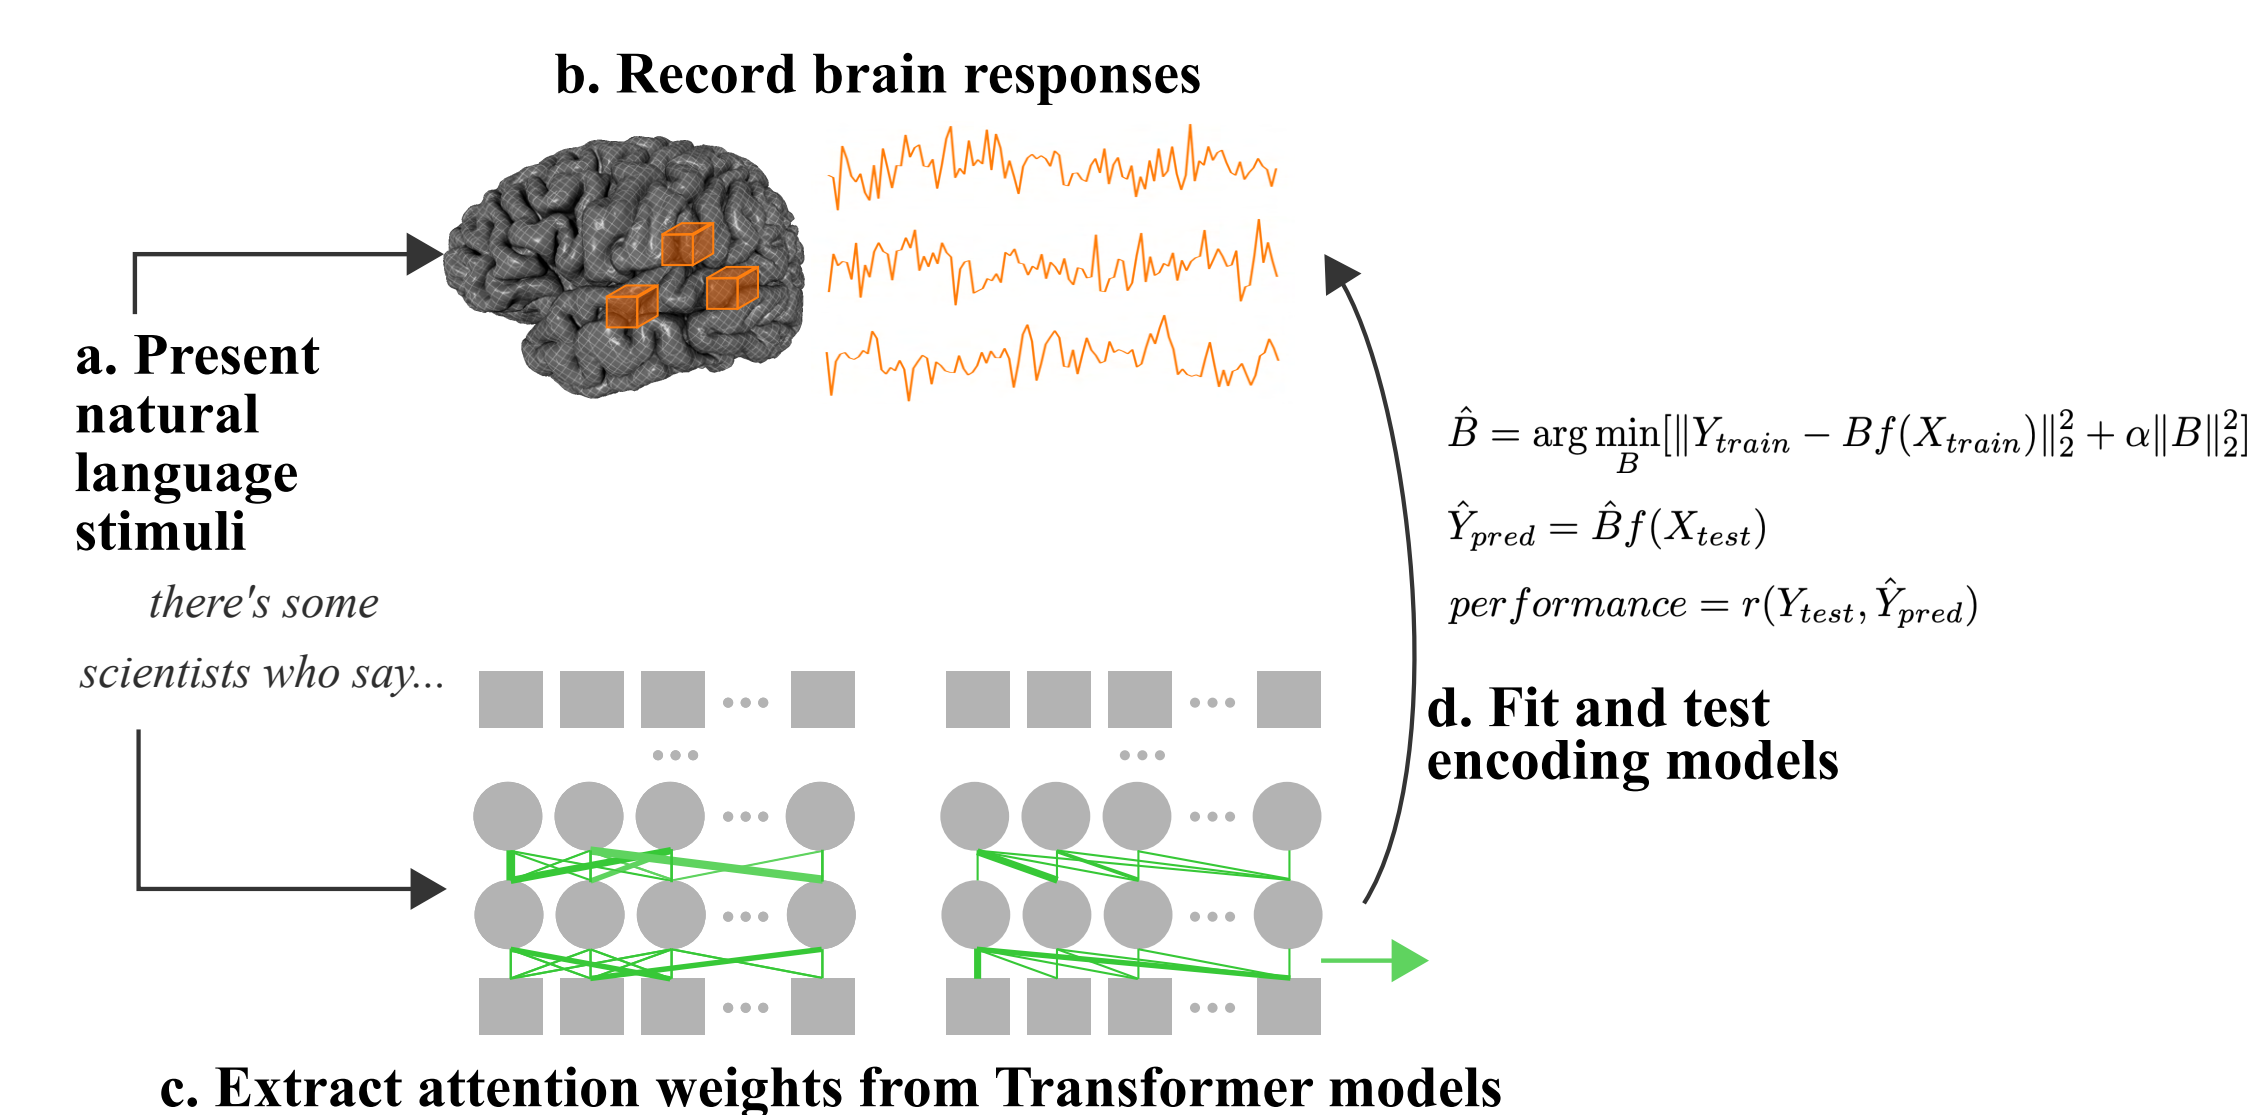 b. Record brain responses
a. Present
natural
language
stimuli
there's some
scientists who say...
B̂ = arg min_B [‖Y_train − Bf(X_train)‖₂² + α‖B‖₂²]
Ŷ_pred = B̂f(X_test)
performance = r(Y_test, Ŷ_pred)
d. Fit and test
encoding models
c. Extract attention weights from Transformer models